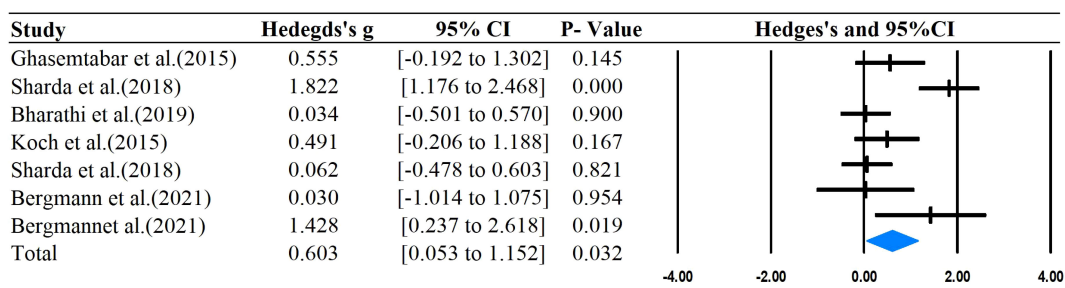 Study Hedegds's g 95% CI P- Value Hedges's and 95%CI
Ghasemtabar et al.(2015) 0.555 [-0.192 to 1.302] 0.145
Sharda et al.(2018) 1.822 [1.176 to 2.468] 0.000
Bharathi et al.(2019) 0.034 [-0.501 to 0.570] 0.900
Koch et al.(2015) 0.491 [-0.206 to 1.188] 0.167
Sharda et al.(2018) 0.062 [-0.478 to 0.603] 0.821
Bergmann et al.(2021) 0.030 [-1.014 to 1.075] 0.954
Bergmannet al.(2021) 1.428 [0.237 to 2.618] 0.019
Total 0.603 [0.053 to 1.152] 0.032
-4.00 -2.00 0.00 2.00 4.00